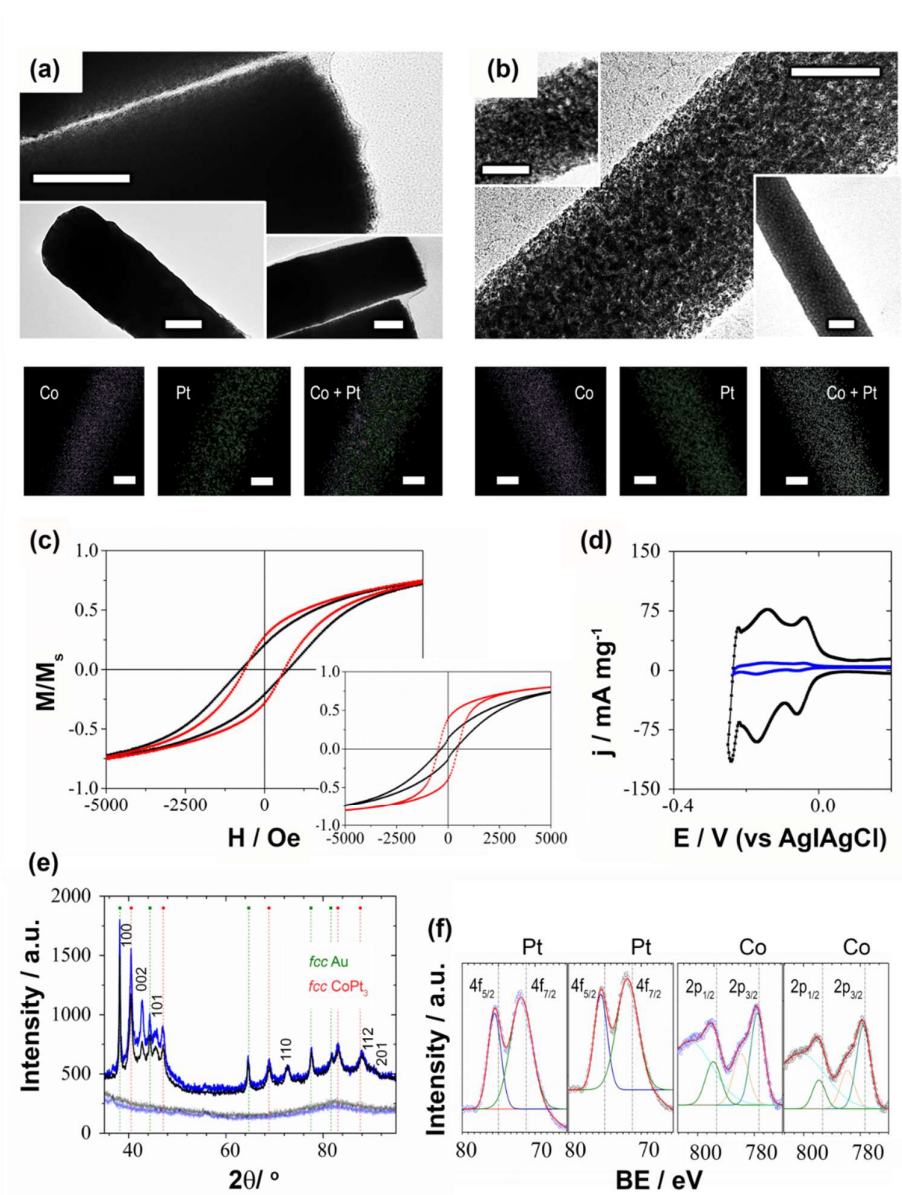 (a)
(b)
Co
Pt
Co + Pt
Co
Pt
Co + Pt
(c)
1.0
0.5
0.0
-0.5
-1.0
M/Ms
-5000
-2500
0
H / Oe
1.0
0.5
0.0
-0.5
-1.0
-5000
-2500
0
2500
5000
(d)
150
75
0
-75
-150
j / mA mg⁻¹
-0.4
0.0
E / V (vs Ag|AgCl)
(e)
2000
1500
1000
500
0
Intensity / a.u.
100
002
101
110
112
201
fcc Au
fcc CoPt₃
40
60
80
2θ/ °
(f)
Pt
Pt
Co
Co
4f5/2
4f7/2
4f5/2
4f7/2
2p1/2
2p3/2
2p1/2
2p3/2
Intensity / a.u.
80
70
80
70
800
780
800
780
BE / eV